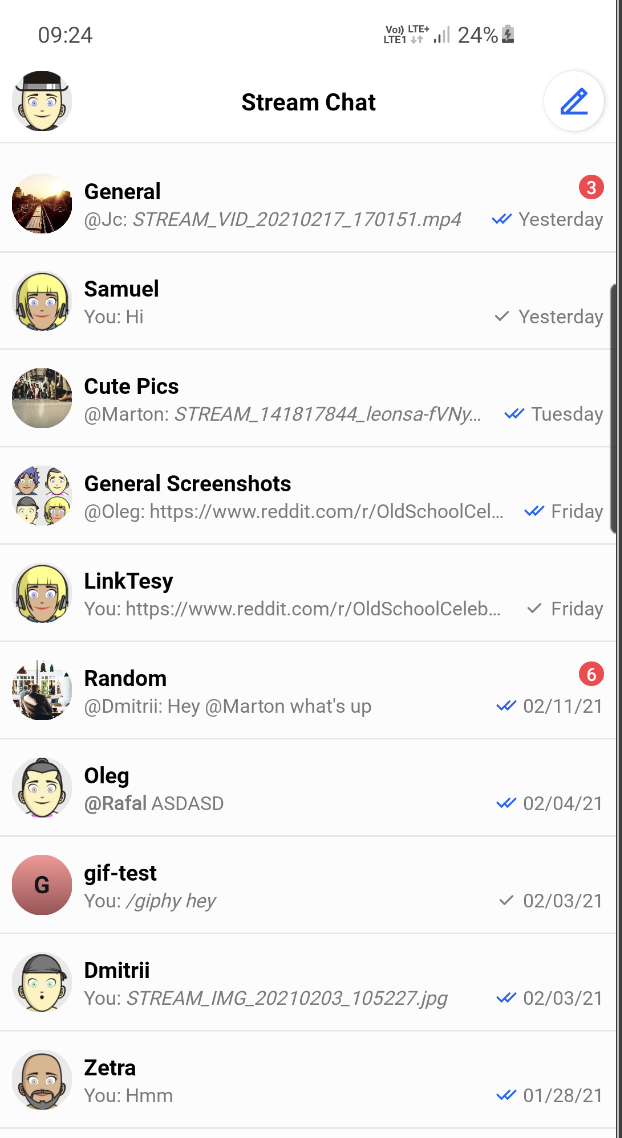 09:24
Vo)) LTE+
LTE1
24%
Stream Chat
General
3
@Jc: STREAM_VID_20210217_170151.mp4
Yesterday
Samuel
You: Hi
Yesterday
Cute Pics
@Marton: STREAM_141817844_leonsa-fVNy...
Tuesday
General Screenshots
@Oleg: https://www.reddit.com/r/OldSchoolCel...
Friday
LinkTesy
You: https://www.reddit.com/r/OldSchoolCeleb...
Friday
Random
6
@Dmitrii: Hey @Marton what's up
02/11/21
Oleg
@Rafal ASDASD
02/04/21
G
gif-test
You: /giphy hey
02/03/21
Dmitrii
You: STREAM_IMG_20210203_105227.jpg
02/03/21
Zetra
You: Hmm
01/28/21